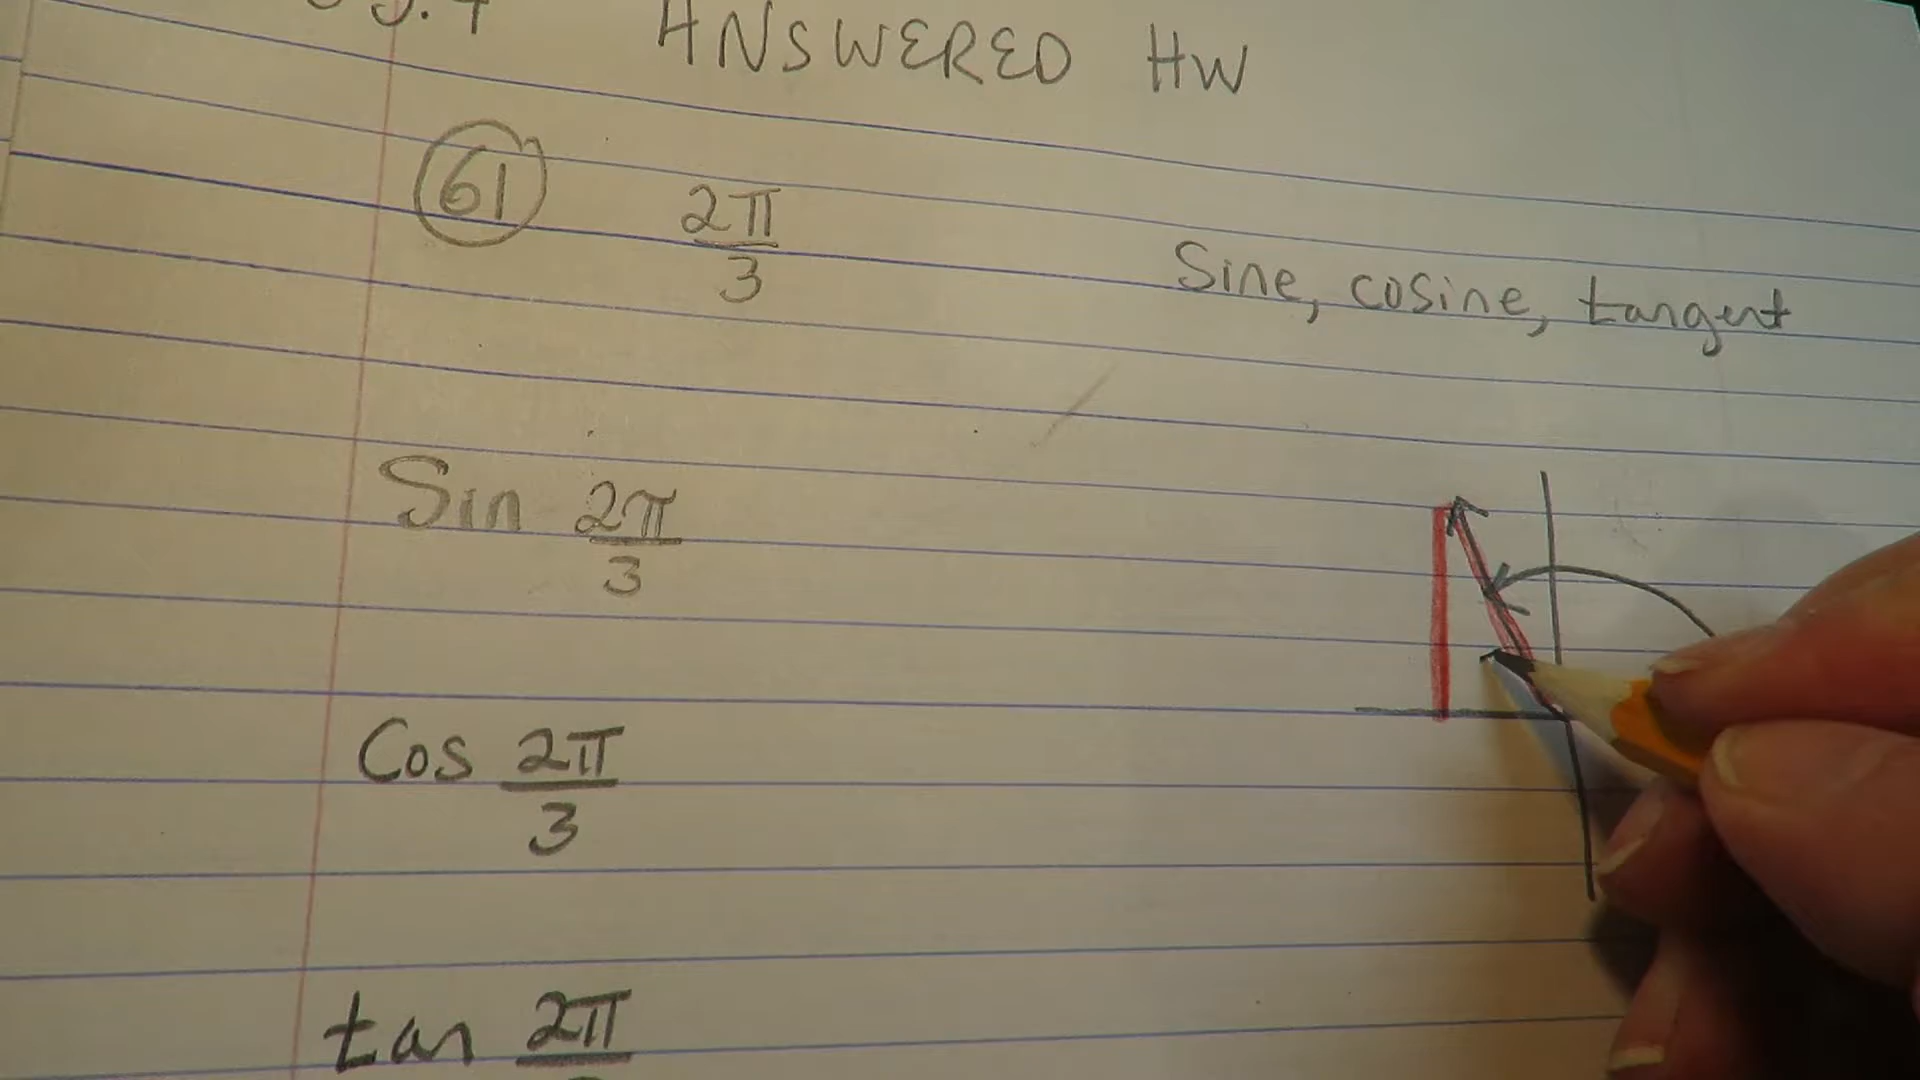 ANSWERED HW
61 2π/3
Sine, cosine, tangent
Sin 2π/3
Cos 2π/3
tan 2π